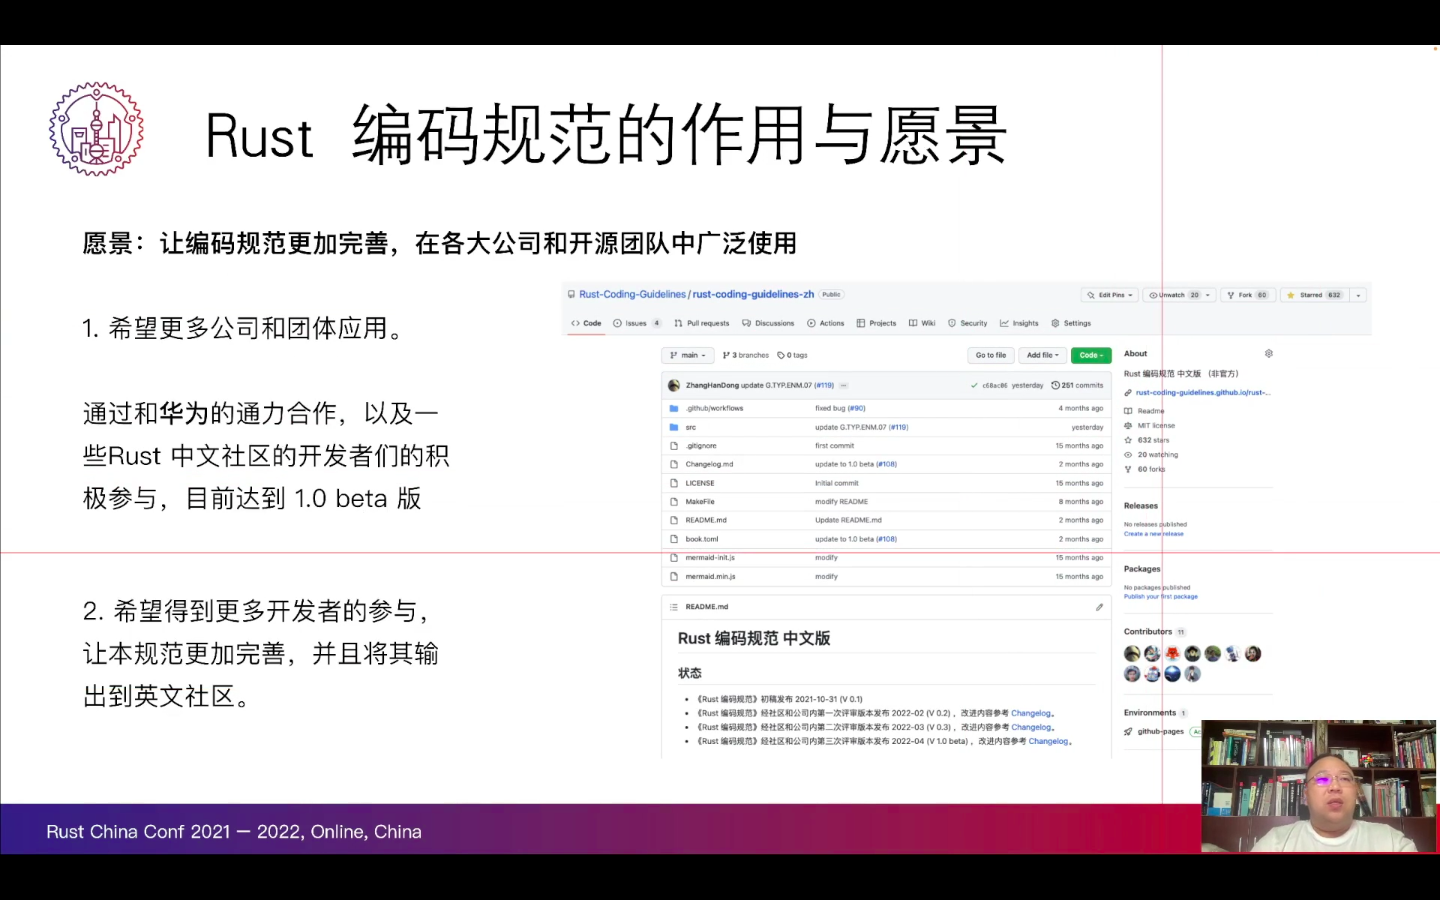 Rust 编码规范的作用与愿景
愿景：让编码规范更加完善，在各大公司和开源团队中广泛使用
1. 希望更多公司和团体应用。
通过和华为的通力合作，以及一
些Rust 中文社区的开发者们的积
极参与，目前达到 1.0 beta 版
2. 希望得到更多开发者的参与，
让本规范更加完善，并且将其输
出到英文社区。
Rust-Coding-Guidelines / rust-coding-guidelines-zh Public
Edit Pins Unwatch 20 Fork 60 Starred 632
Code Issues 4 Pull requests Discussions Actions Projects Wiki Security Insights Settings
main 3 branches 0 tags Go to file Add file Code
ZhangHanDong update G.TYP.ENM.07 (#119) c68ac86 yesterday 251 commits
.github/workflows fixed bug (#90) 4 months ago
src update G.TYP.ENM.07 (#119) yesterday
.gitignore first commit 15 months ago
Changelog.md update to 1.0 beta (#108) 2 months ago
LICENSE Initial commit 15 months ago
MakeFile modify README 8 months ago
README.md Update README.md 2 months ago
book.toml update to 1.0 beta (#108) 2 months ago
mermaid-init.js modify 15 months ago
mermaid.min.js modify 15 months ago
README.md
Rust 编码规范 中文版
状态
《Rust 编码规范》初稿发布 2021-10-31 (V 0.1)
《Rust 编码规范》经社区和公司内第一次评审版本发布 2022-02 (V 0.2) ，改进内容参考 Changelog。
《Rust 编码规范》经社区和公司内第二次评审版本发布 2022-03 (V 0.3) ，改进内容参考 Changelog。
《Rust 编码规范》经社区和公司内第三次评审版本发布 2022-04 (V 1.0 beta) ，改进内容参考 Changelog。
About
Rust 编码规范 中文版 （非官方）
rust-coding-guidelines.github.io/rust-...
Readme
MIT license
632 stars
20 watching
60 forks
Releases
No releases published
Create a new release
Packages
No packages published
Publish your first package
Contributors 11
Environments 1
github-pages
Rust China Conf 2021 – 2022, Online, China